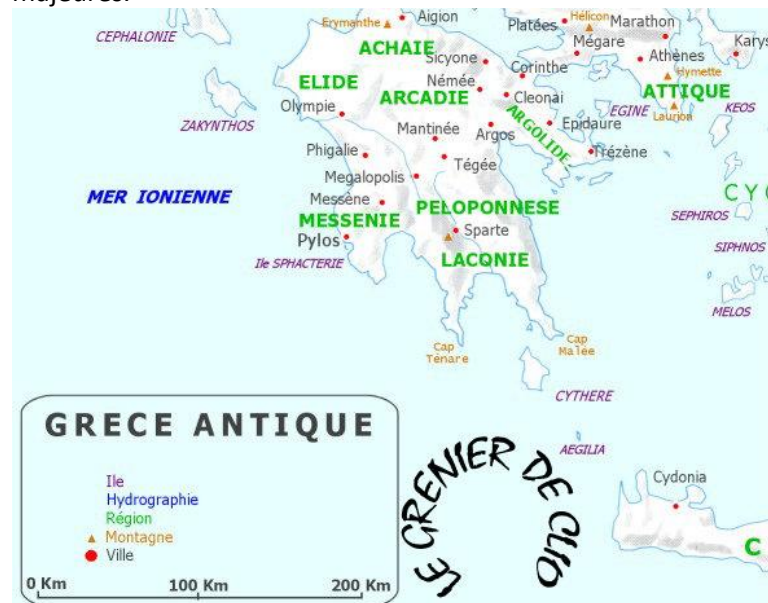 majeures.
Aigion
Erymanthe
Hélicon
Platées
Marathon
CEPHALONIE
ACHAIE
Mégare
Karys
Sicyone
Athènes
Corinthe
Hymette
ELIDE
Némée
ATTIQUE
ARCADIE
Cleonai
Olympie
EGINE
KEOS
Laurion
ZAKYNTHOS
Mantinée
Argos
ARGOLIDE
Epidaure
Phigalie
Tégée
Trézène
Megalopolis
MER IONIENNE
Messène
CYC
PELOPONNESE
MESSENIE
SEPHIROS
Sparte
Pylos
SIPHNOS
Ile SPHACTERIE
LACONIE
MELOS
Cap
Ténare
Cap
Malée
CYTHERE
GRECE ANTIQUE
AEGILIA
LE GRENIER DE CLIO
Cydonia
Ile
Hydrographie
Région
Montagne
Ville
C
0 Km 100 Km 200 Km